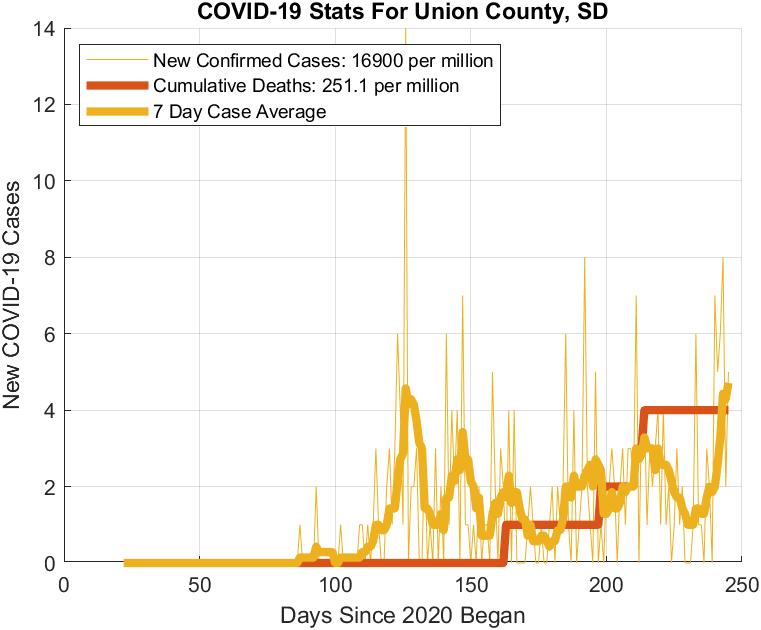 COVID-19 Stats For Union County, SD
New Confirmed Cases: 16900 per million
Cumulative Deaths: 251.1 per million
7 Day Case Average
New COVID-19 Cases
14
12
10
8
6
4
2
0
0 50 100 150 200 250
Days Since 2020 Began